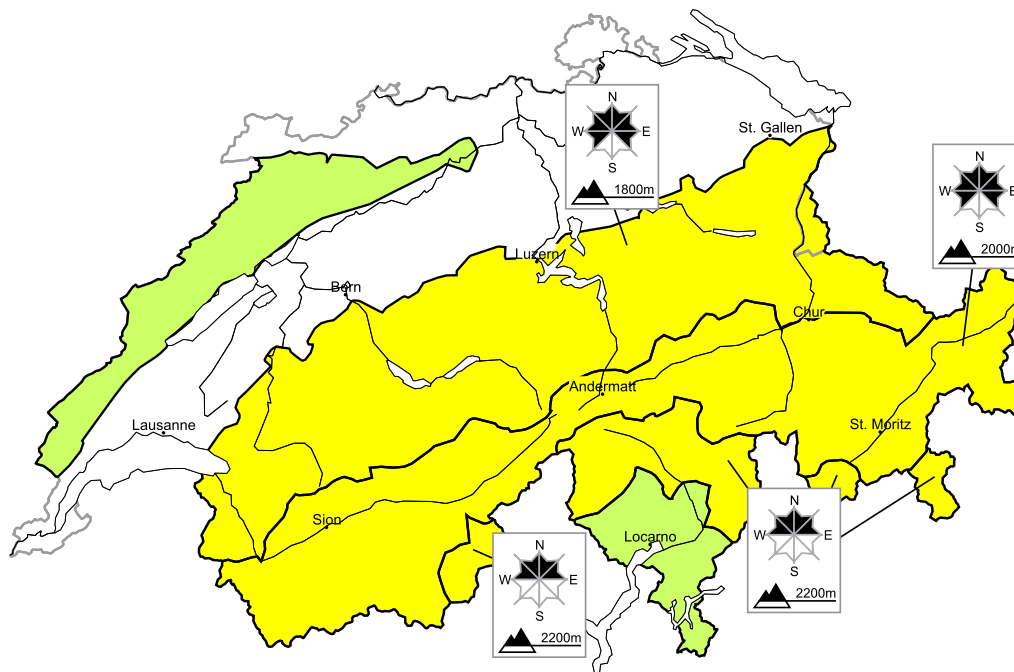 N
W E
S
1800m
St. Gallen
N
W E
S
2000m
Luzern
Bern
Chur
Andermatt
Lausanne
St. Moritz
Sion
Locarno
N
W E
S
2200m
N
W E
S
2200m